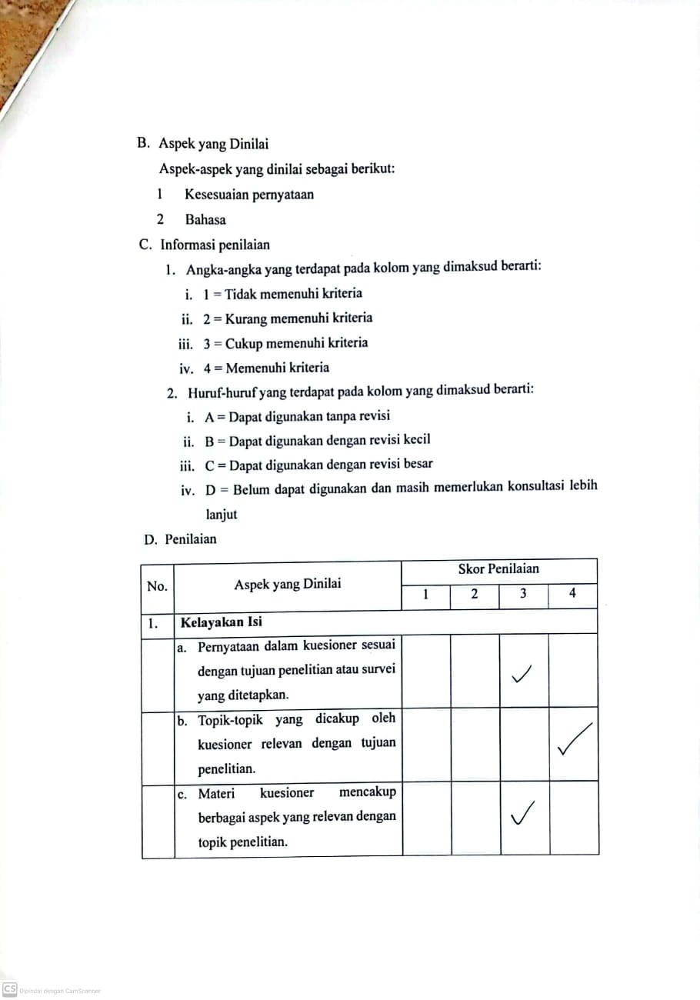 B. Aspek yang Dinilai
Aspek-aspek yang dinilai sebagai berikut:
1 Kesesuaian pernyataan
2 Bahasa
C. Informasi penilaian
1. Angka-angka yang terdapat pada kolom yang dimaksud berarti:
i. 1 = Tidak memenuhi kriteria
ii. 2 = Kurang memenuhi kriteria
iii. 3 = Cukup memenuhi kriteria
iv. 4 = Memenuhi kriteria
2. Huruf-huruf yang terdapat pada kolom yang dimaksud berarti:
i. A = Dapat digunakan tanpa revisi
ii. B = Dapat digunakan dengan revisi kecil
iii. C = Dapat digunakan dengan revisi besar
iv. D = Belum dapat digunakan dan masih memerlukan konsultasi lebih
lanjut
D. Penilaian
No. Aspek yang Dinilai Skor Penilaian
1 2 3 4
1. Kelayakan Isi
a. Pernyataan dalam kuesioner sesuai
dengan tujuan penelitian atau survei ✓
yang ditetapkan.
b. Topik-topik yang dicakup oleh
kuesioner relevan dengan tujuan ✓
penelitian.
c. Materi kuesioner mencakup
berbagai aspek yang relevan dengan ✓
topik penelitian.
CS Dipindai dengan CamScanner